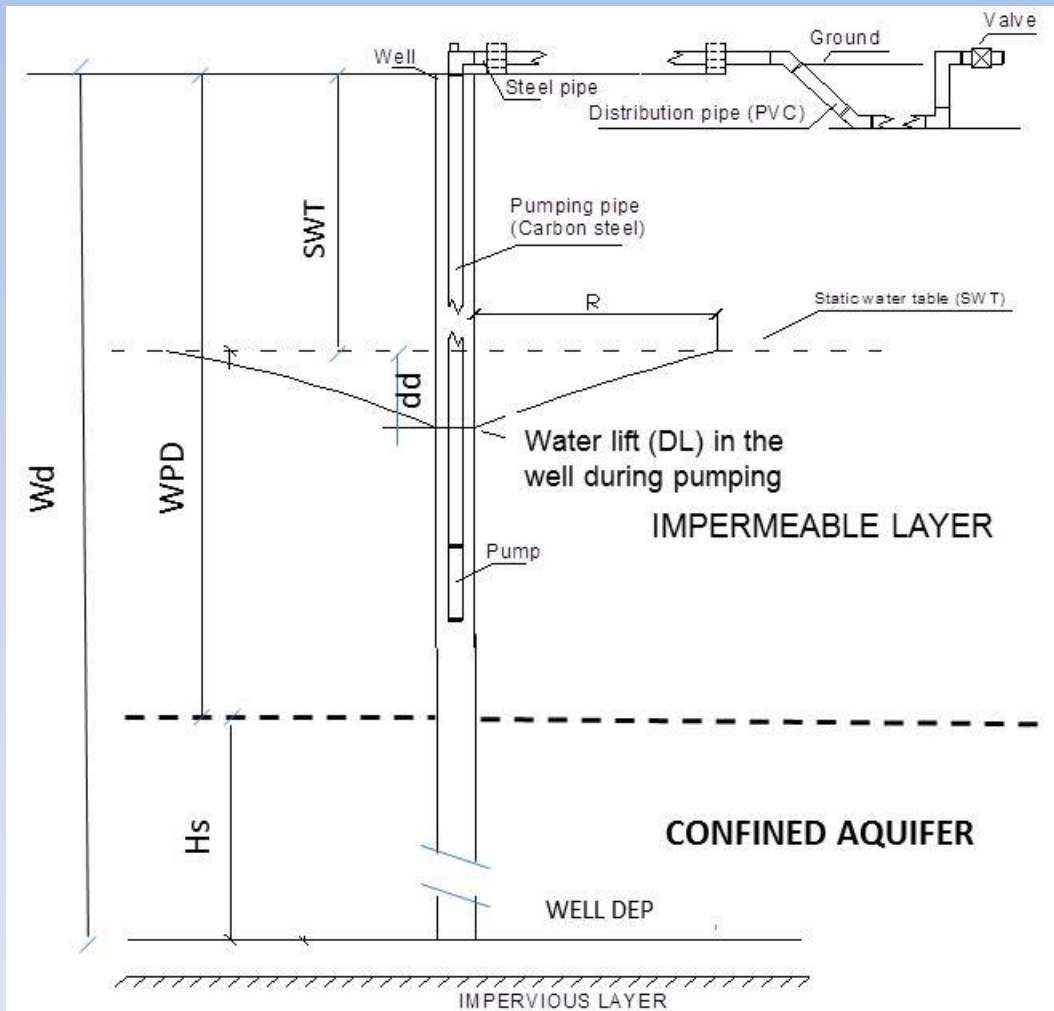 Valve
Well
Ground
Steel pipe
Distribution pipe (PVC)
SWT
Pumping pipe
(Carbon steel)
R
Static water table (SWT)
dd
Water lift (DL) in the
well during pumping
Wd
WPD
IMPERMEABLE LAYER
Pump
Hs
CONFINED AQUIFER
WELL DEP
IMPERVIOUS LAYER